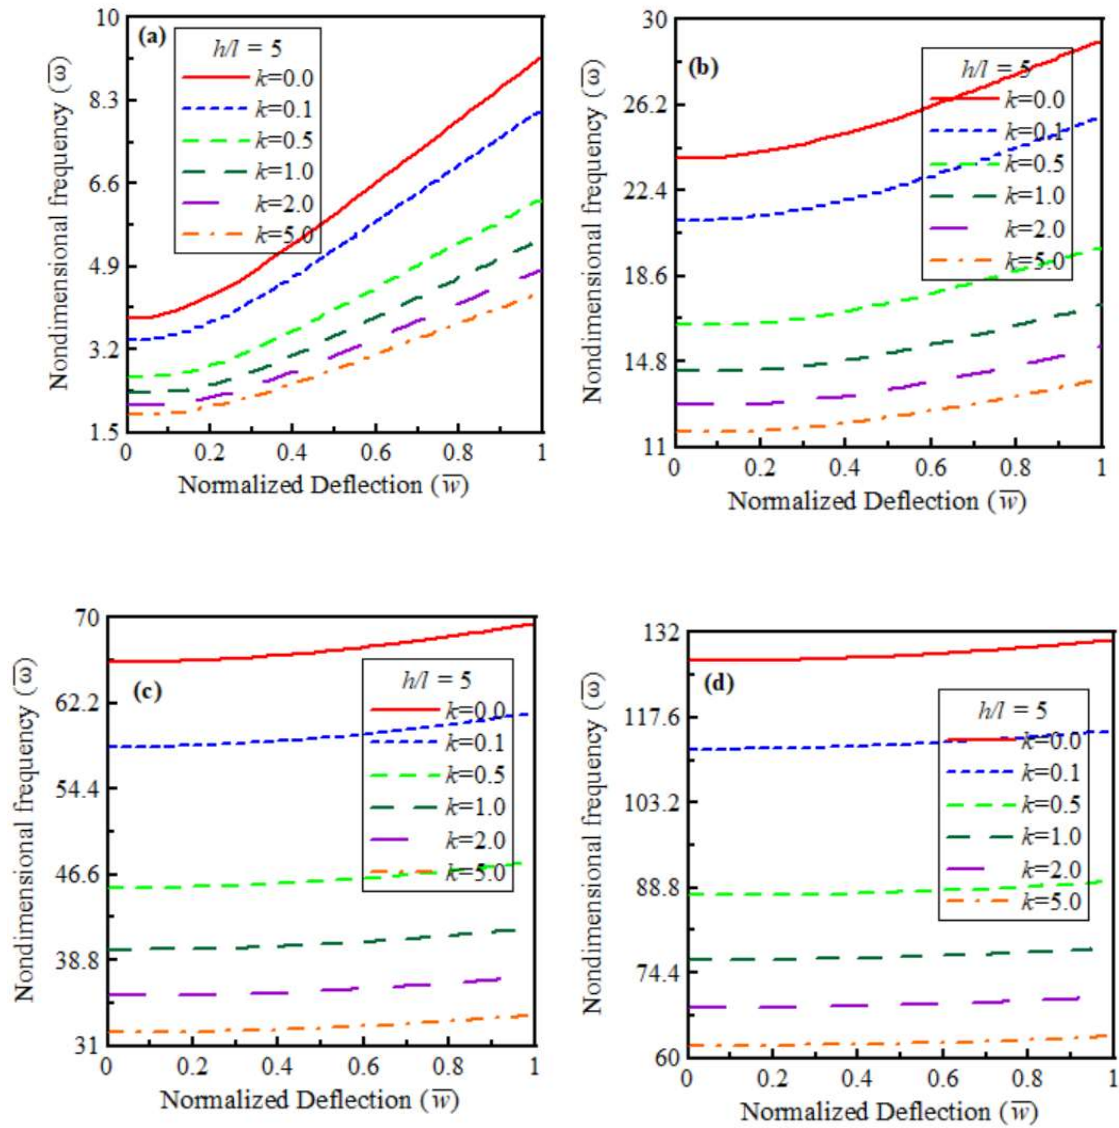 (a)
h/l = 5
k=0.0
k=0.1
k=0.5
k=1.0
k=2.0
k=5.0
10
8.3
6.6
4.9
3.2
1.5
0 0.2 0.4 0.6 0.8 1
Nondimensional frequency (ω̅)
Normalized Deflection (w̅)
(b)
h/l = 5
k=0.0
k=0.1
k=0.5
k=1.0
k=2.0
k=5.0
30
26.2
22.4
18.6
14.8
11
0 0.2 0.4 0.6 0.8 1
Nondimensional frequency (ω̅)
Normalized Deflection (w̅)
(c)
h/l = 5
k=0.0
k=0.1
k=0.5
k=1.0
k=2.0
k=5.0
70
62.2
54.4
46.6
38.8
31
0 0.2 0.4 0.6 0.8 1
Nondimensional frequency (ω̅)
Normalized Deflection (w̅)
(d)
h/l = 5
k=0.0
k=0.1
k=0.5
k=1.0
k=2.0
k=5.0
132
117.6
103.2
88.8
74.4
60
0 0.2 0.4 0.6 0.8 1
Nondimensional frequency (ω̅)
Normalized Deflection (w̅)